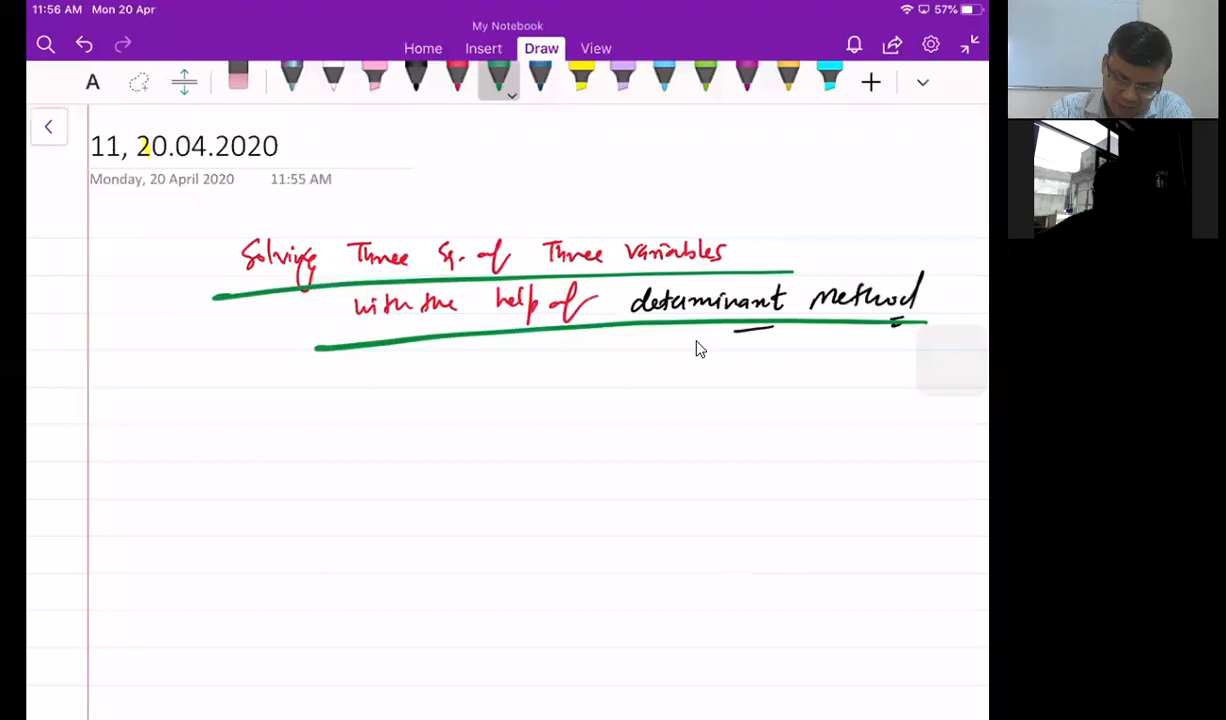 11:56 AM Mon 20 Apr
57%
My Notebook
Home Insert Draw View
A
11, 20.04.2020
Monday, 20 April 2020 11:55 AM
Solving Three Eq. of Three variables
with the help of determinant method